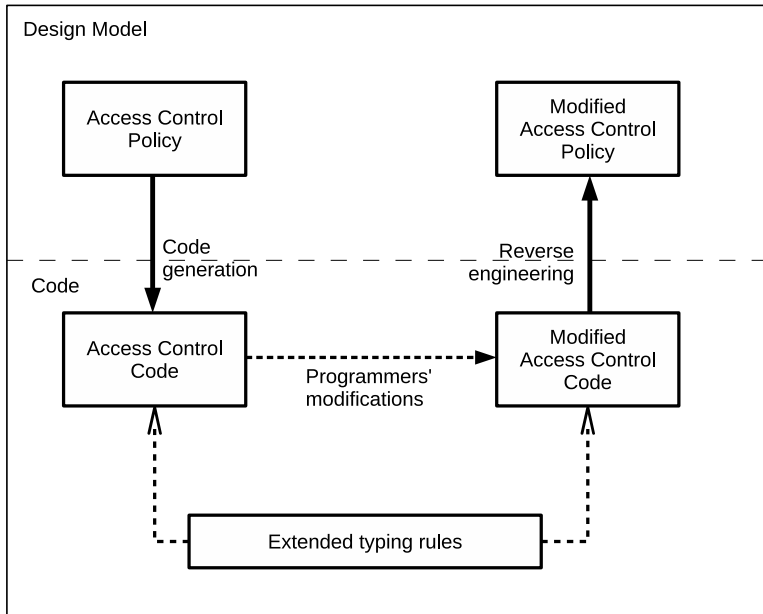 Design Model
Access Control
Policy
Modified
Access Control
Policy
Code
generation
Reverse
engineering
Code
Access Control
Code
Programmers'
modifications
Modified
Access Control
Code
Extended typing rules